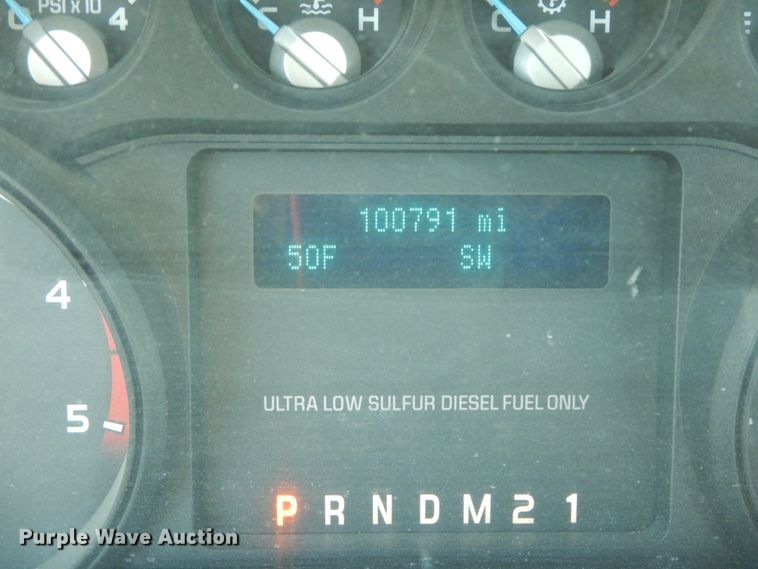 PSI x 10
C 4
C H
C H
100791 mi
50F SW
4
5
ULTRA LOW SULFUR DIESEL FUEL ONLY
P R N D M 2 1
Purple Wave Auction